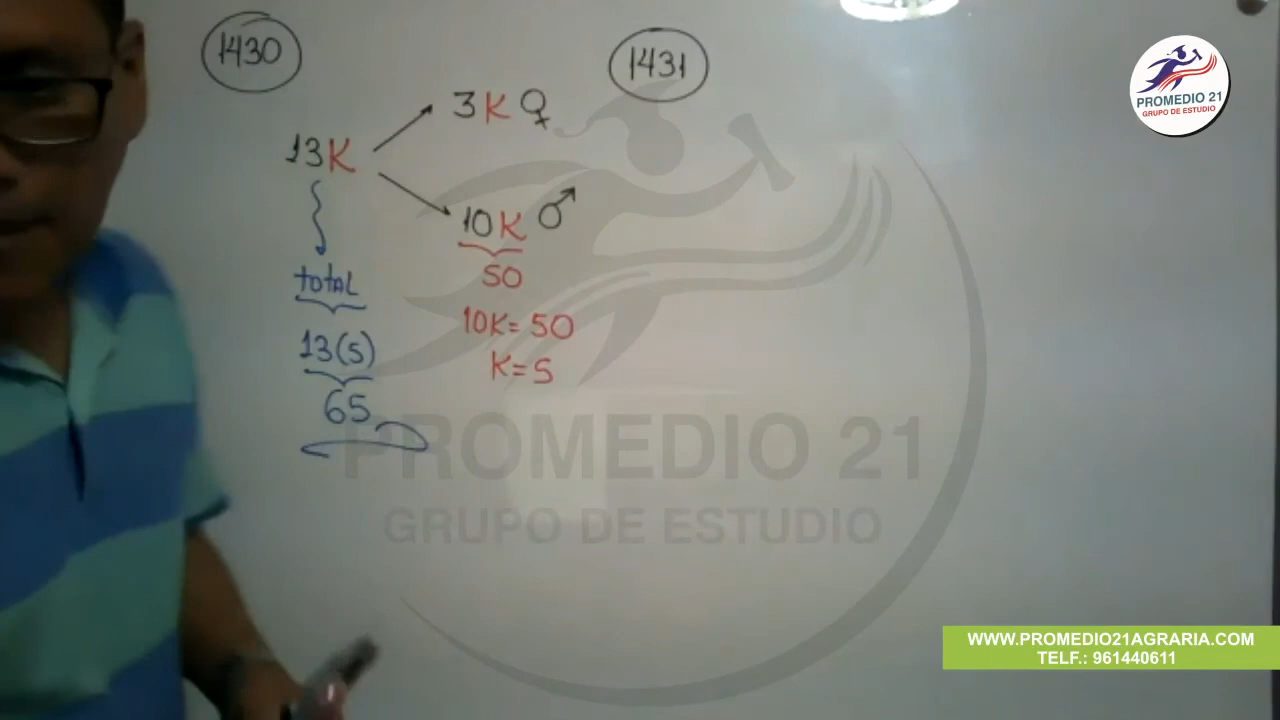 1430
13K
3K ♀
10K ♂
50
10K = 50
K = 5
total
13(5)
65
1431
PROMEDIO 21
GRUPO DE ESTUDIO
PROMEDIO 21
GRUPO DE ESTUDIO
WWW.PROMEDIO21AGRARIA.COM
TELF.: 961440611